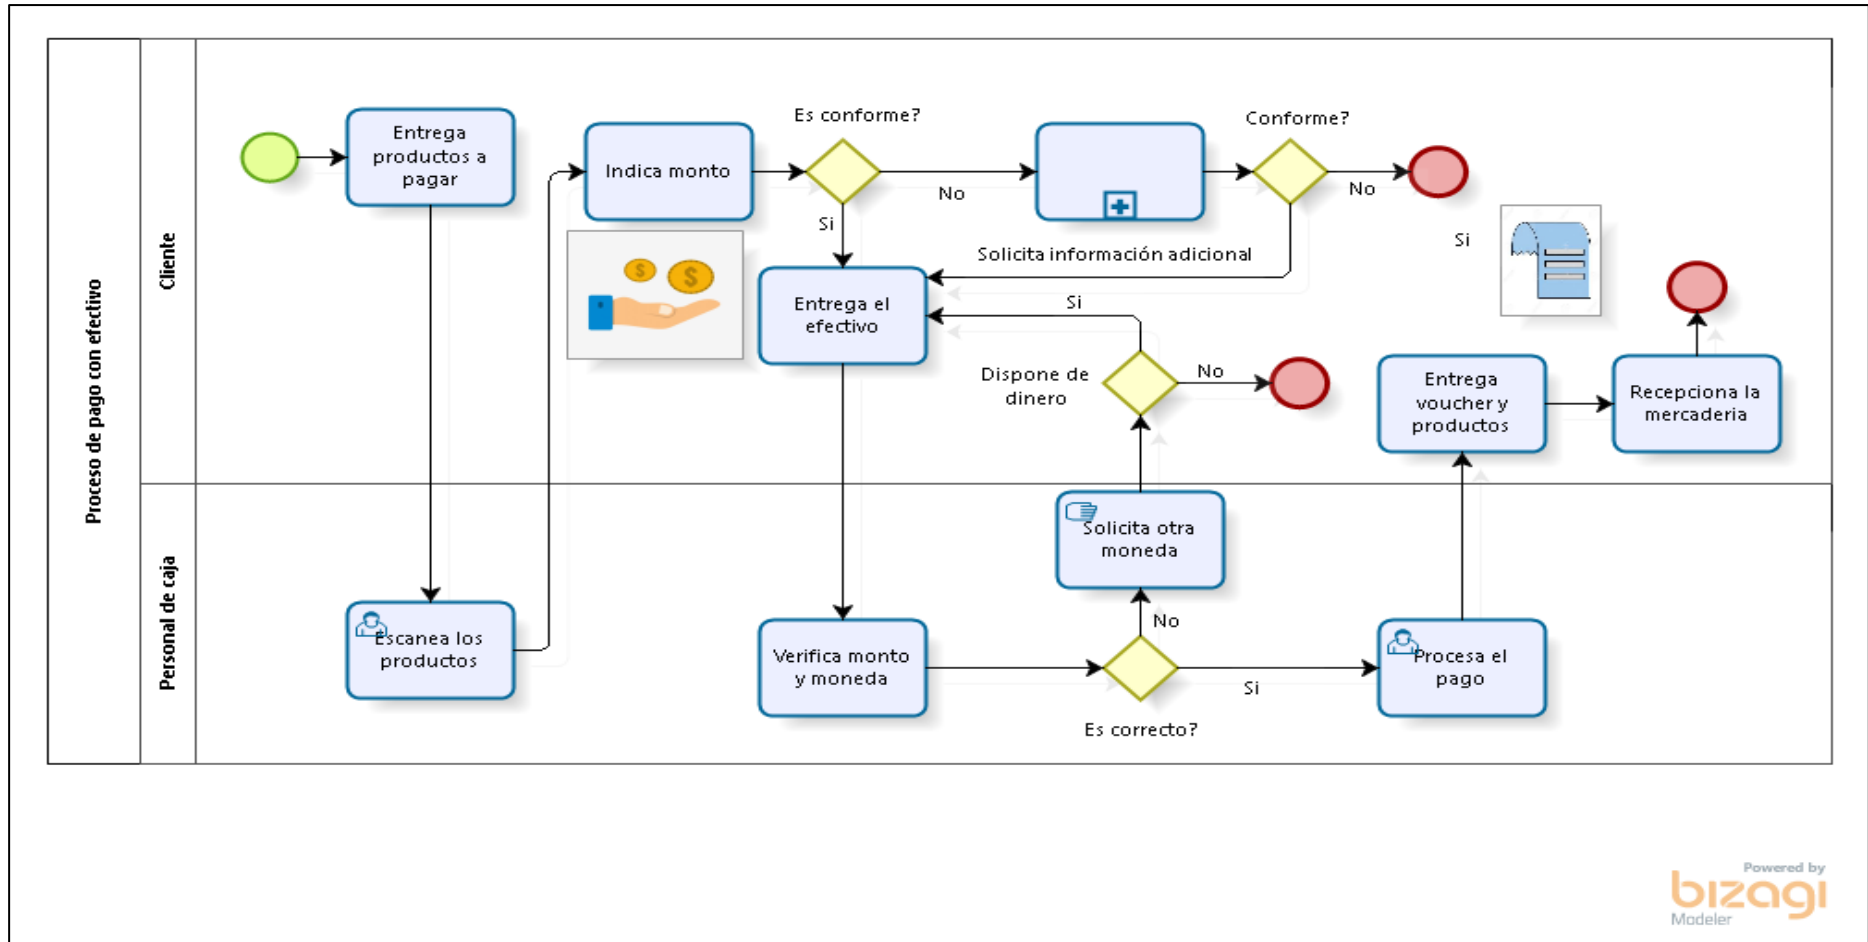 Proceso de pago con efectivo
Cliente
Entrega
productos a
pagar
Indica monto
Es conforme?
No
Si
Conforme?
No
Si
Solicita información adicional
Entrega el
efectivo
Si
Dispone de
dinero
No
Entrega
voucher y
productos
Recepciona la
mercaderia
Personal de caja
Escanea los
productos
Verifica monto
y moneda
Solicita otra
moneda
No
Es correcto?
Si
Procesa el
pago
Powered by
bizagi
Modeler